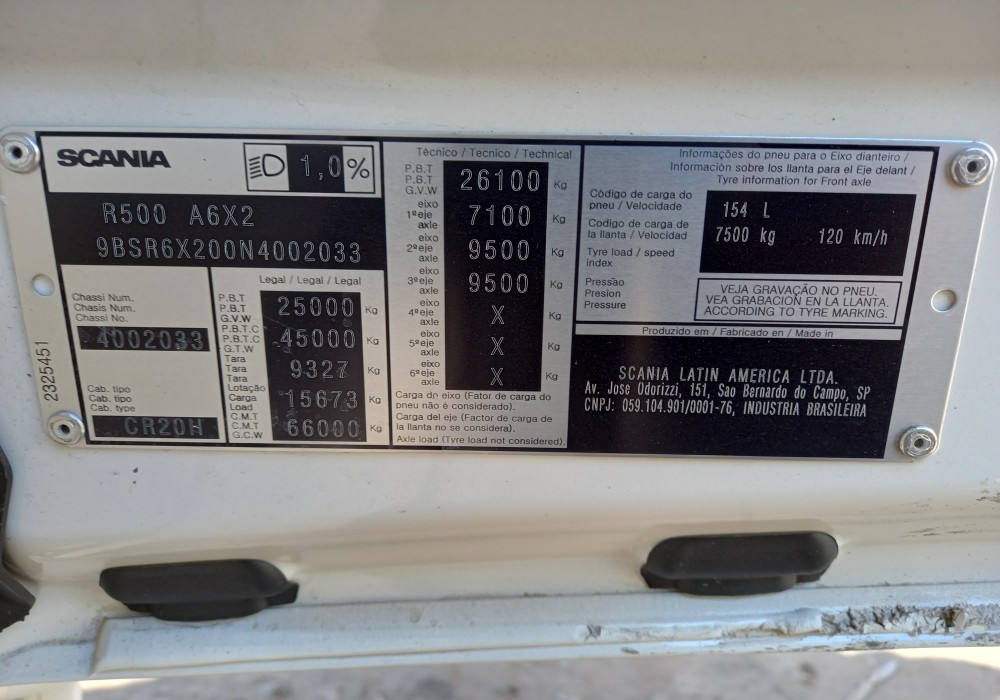 SCANIA
1,0%
R500 A6X2
9BSR6X200N4002033
Chassi Num.
Chasis Num.
Chassi No.
4002033
Cab. tipo
Cab. tipo
Cab. type
CR20H
2325451
Legal / Legal / Legal
P.B.T
P.B.T
G.V.W
25000 Kg
P.B.T.C
P.B.T.C
G.T.W
45000 Kg
Tara
Tara
Tara
9327 Kg
Lotação
Carga
Load
15673 Kg
C.M.T
C.M.T
G.C.W
66000 Kg
Técnico / Tecnico / Technical
P.B.T
P.B.T
G.V.W
26100 Kg
eixo
1ºeje
axle
7100 Kg
eixo
2ºeje
axle
9500 Kg
eixo
3ºeje
axle
9500 Kg
eixo
4ºeje
axle
X Kg
eixo
5ºeje
axle
X Kg
eixo
6ºeje
axle
X Kg
Carga do eixo (Fator de carga do
pneu não é considerado).
Carga del eje (Factor de carga de
la llanta no se considera).
Axle load (Tyre load not considered).
Informações do pneu para o Eixo dianteiro /
Información sobre los llanta para el Eje delant /
Tyre information for Front axle
Código de carga do
pneu / Velocidade
Codigo de carga de
la llanta / Velocidad
Tyre load / speed
index
154 L
7500 kg 120 km/h
Pressão
Presion
Pressure
VEJA GRAVAÇÃO NO PNEU.
VEA GRABACION EN LA LLANTA.
ACCORDING TO TYRE MARKING.
Produzido em / Fabricado en / Made in
SCANIA LATIN AMERICA LTDA.
Av. Jose Odorizzi, 151, Sao Bernardo do Campo, SP
CNPJ: 059.104.901/0001-76, INDUSTRIA BRASILEIRA